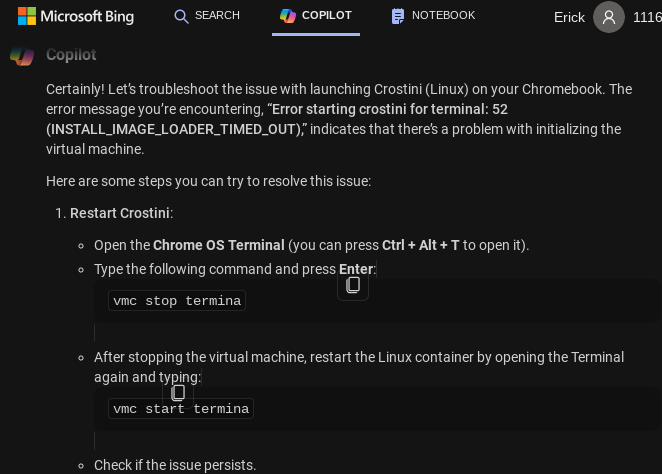 Microsoft Bing
SEARCH
COPILOT
NOTEBOOK
Erick
1116
Copilot
Certainly! Let’s troubleshoot the issue with launching Crostini (Linux) on your Chromebook. The
error message you’re encountering, “Error starting crostini for terminal: 52
(INSTALL_IMAGE_LOADER_TIMED_OUT),” indicates that there’s a problem with initializing the
virtual machine.
Here are some steps you can try to resolve this issue:
1. Restart Crostini:
Open the Chrome OS Terminal (you can press Ctrl + Alt + T to open it).
Type the following command and press Enter:
vmc stop termina
After stopping the virtual machine, restart the Linux container by opening the Terminal
again and typing:
vmc start termina
Check if the issue persists.